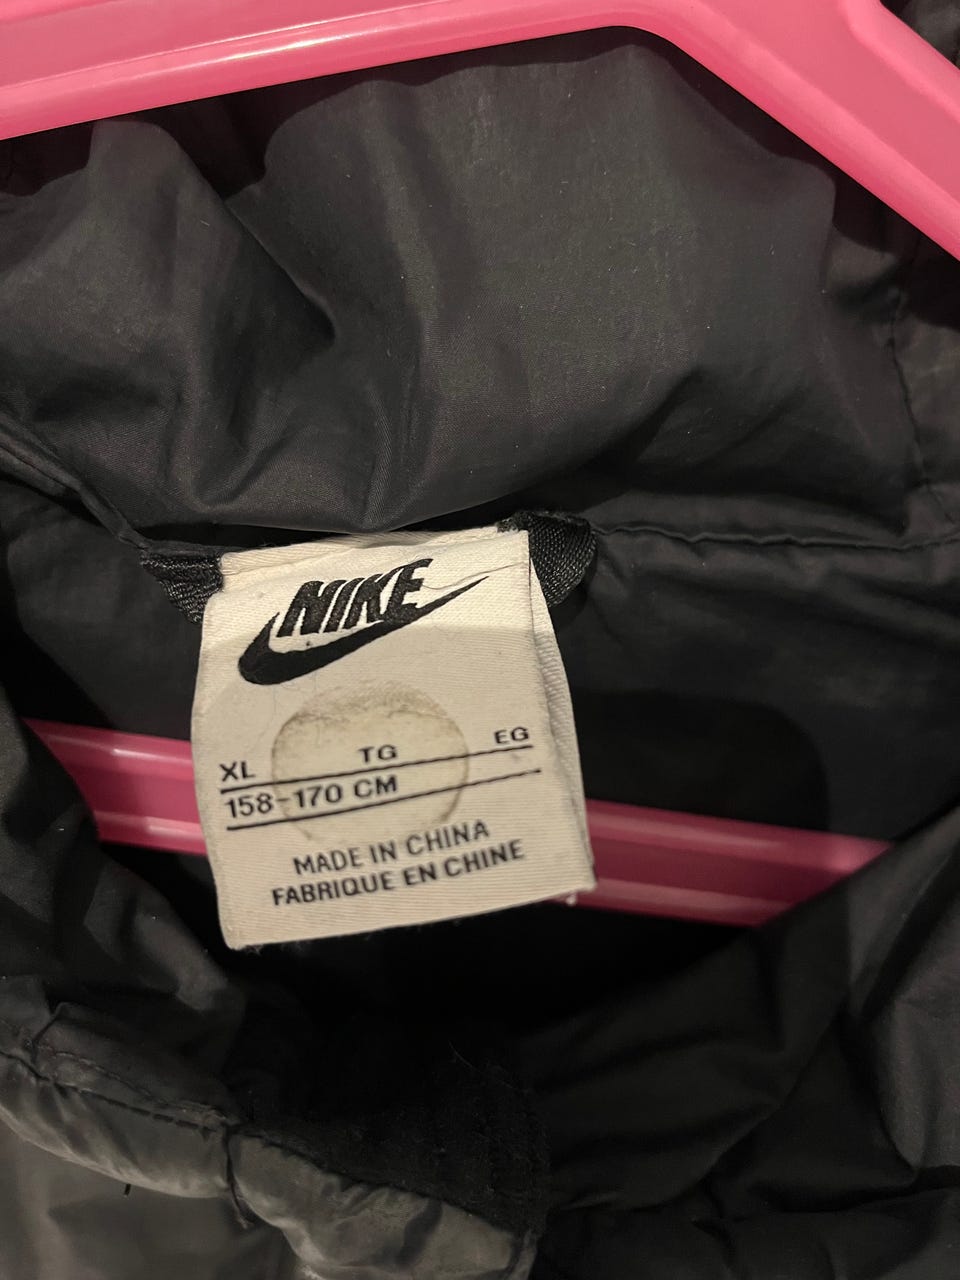 NIKE
XL TG EG
158-170 CM
MADE IN CHINA
FABRIQUE EN CHINE